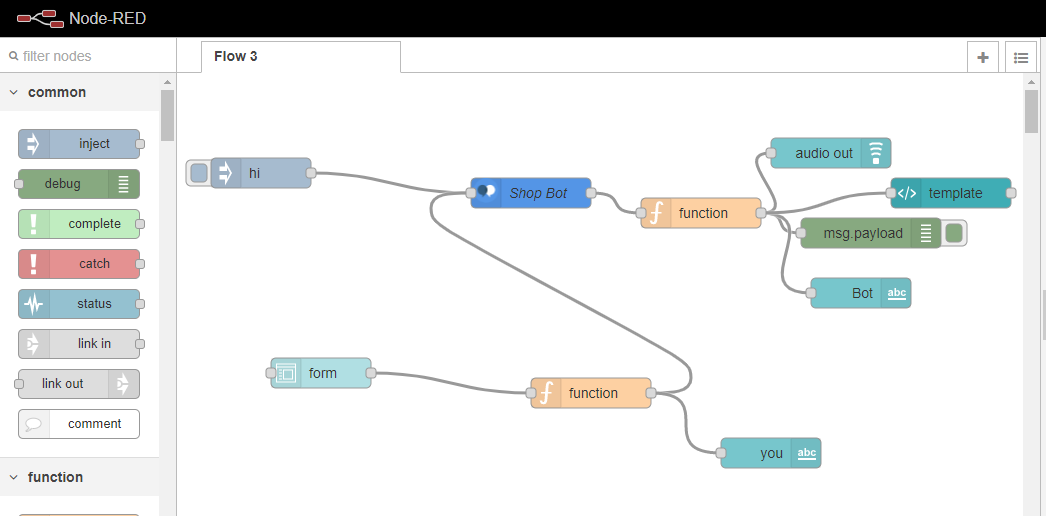 Node-RED
filter nodes
Flow 3
common
inject
debug
complete
catch
status
link in
link out
comment
function
hi
Shop Bot
function
audio out
template
msg.payload
Bot
abc
form
function
you
abc